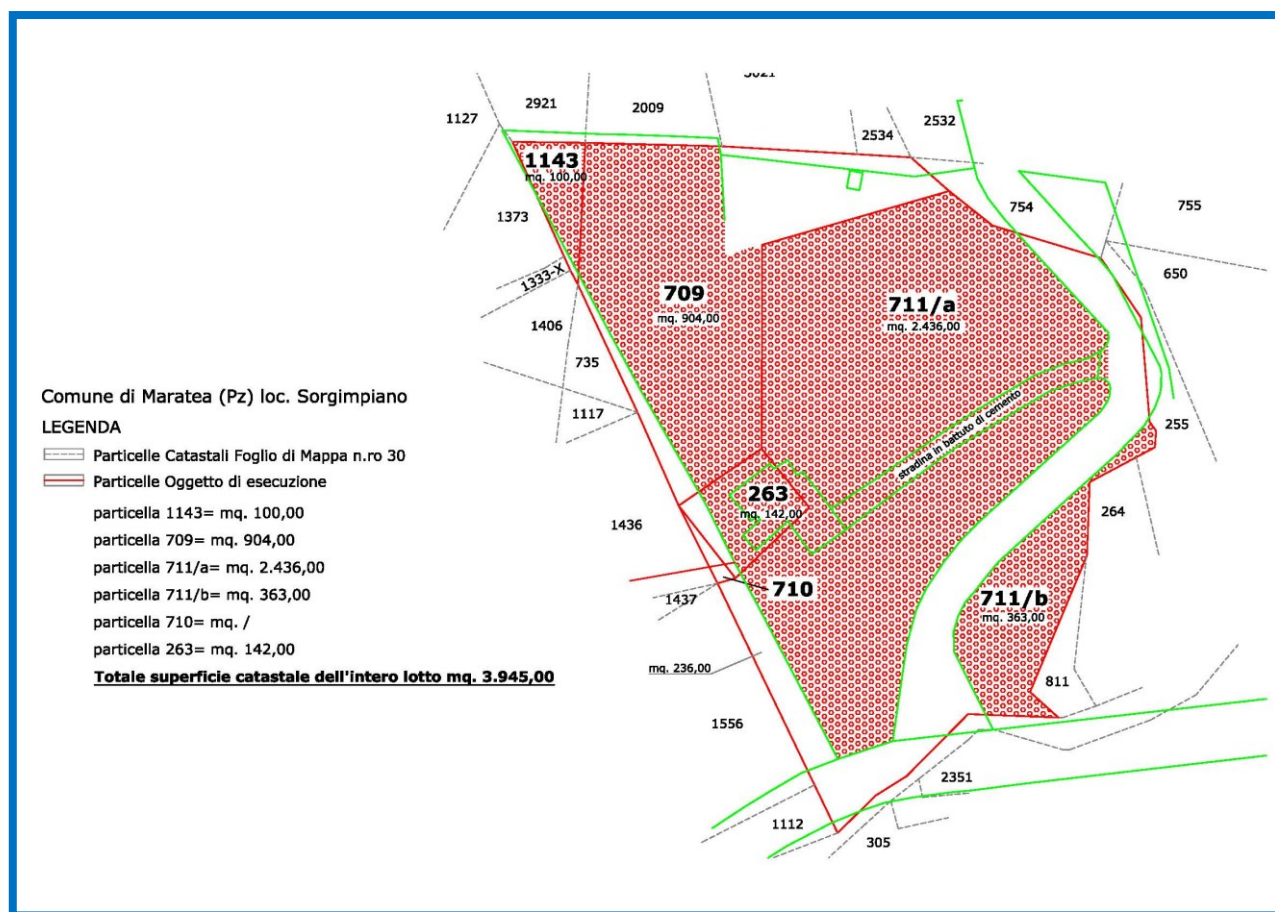 3021
2921
2009
1127
2534
2532
1143
mq. 100,00
1373
754
755
650
1333-X
709
mq. 904,00
711/a
mq. 2.436,00
1406
735
1117
Comune di Maratea (Pz) loc. Sorgimpiano
LEGENDA
Particelle Catastali Foglio di Mappa n.ro 30
Particelle Oggetto di esecuzione
particella 1143= mq. 100,00
particella 709= mq. 904,00
particella 711/a= mq. 2.436,00
particella 711/b= mq. 363,00
particella 710= mq. /
particella 263= mq. 142,00
Totale superficie catastale dell'intero lotto mq. 3.945,00
stradina in battuto di cemento
255
263
mq. 142,00
1436
264
710
1437
711/b
mq. 363,00
mq. 236,00
811
1556
2351
1112
305